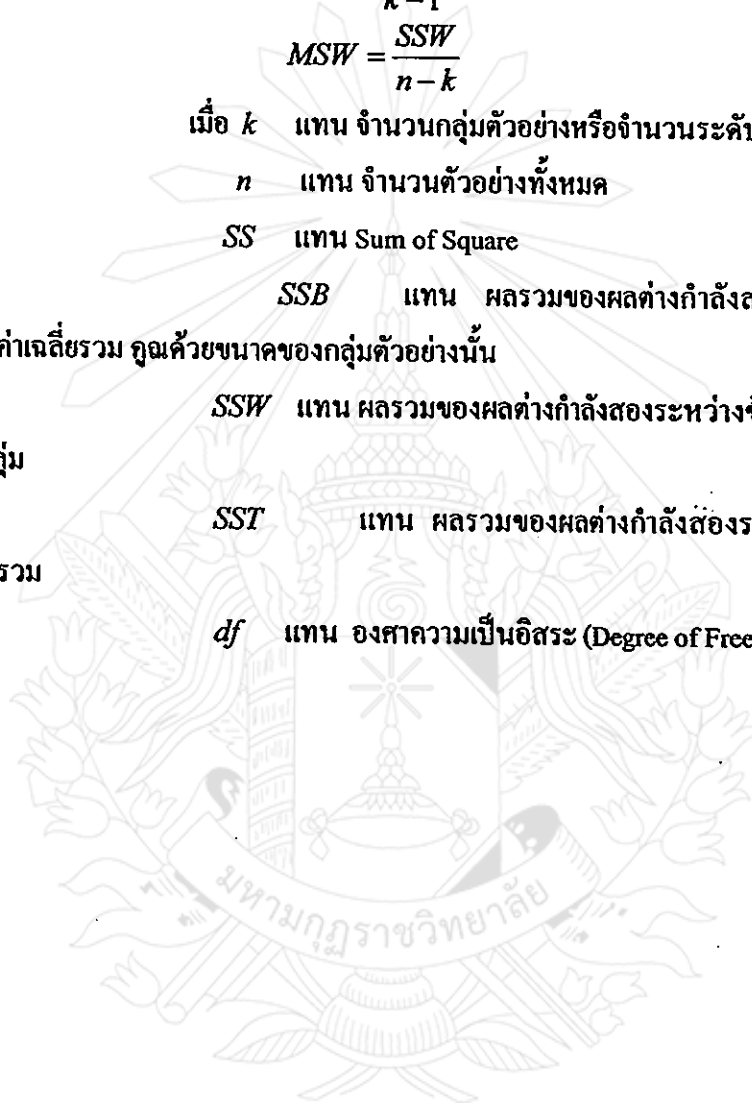 k – 1
MSW = SSW / n – k
เมื่อ k แทน จำนวนกลุ่มตัวอย่างหรือจำนวนระดับ
n แทน จำนวนตัวอย่างทั้งหมด
SS แทน Sum of Square
SSB แทน ผลรวมของผลต่างกำลังส
ค่าเฉลี่ยรวม คูณด้วยขนาดของกลุ่มตัวอย่างนั้น
SSW แทน ผลรวมของผลต่างกำลังสองระหว่าง
SST แทน ผลรวมของผลต่างกำลังสองร
รวม
df แทน องศาความเป็นอิสระ (Degree of Free
มหามกุฏราชวิทยาลัย